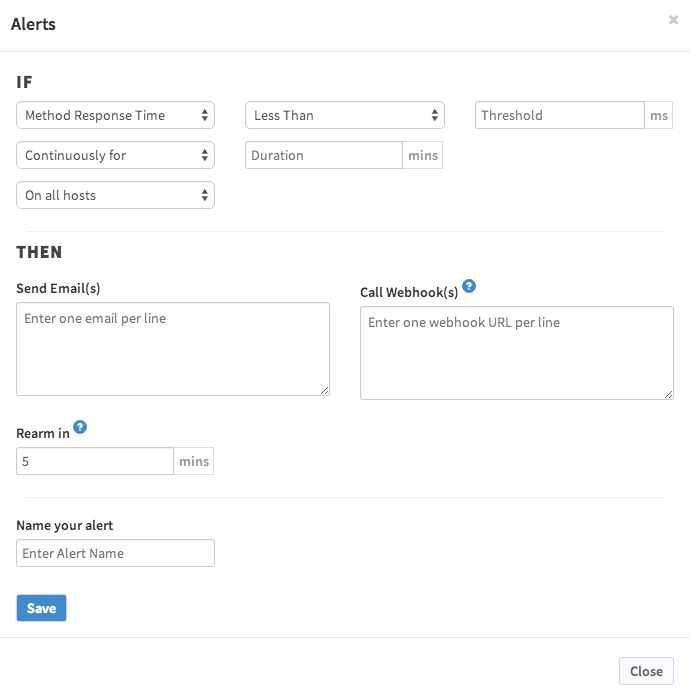 Alerts ×
IF
Method Response Time Less Than Threshold ms
Continuously for Duration mins
On all hosts
THEN
Send Email(s) Call Webhook(s) ?
Enter one email per line Enter one webhook URL per line
Rearm in ?
5 mins
Name your alert
Enter Alert Name
Save
Close